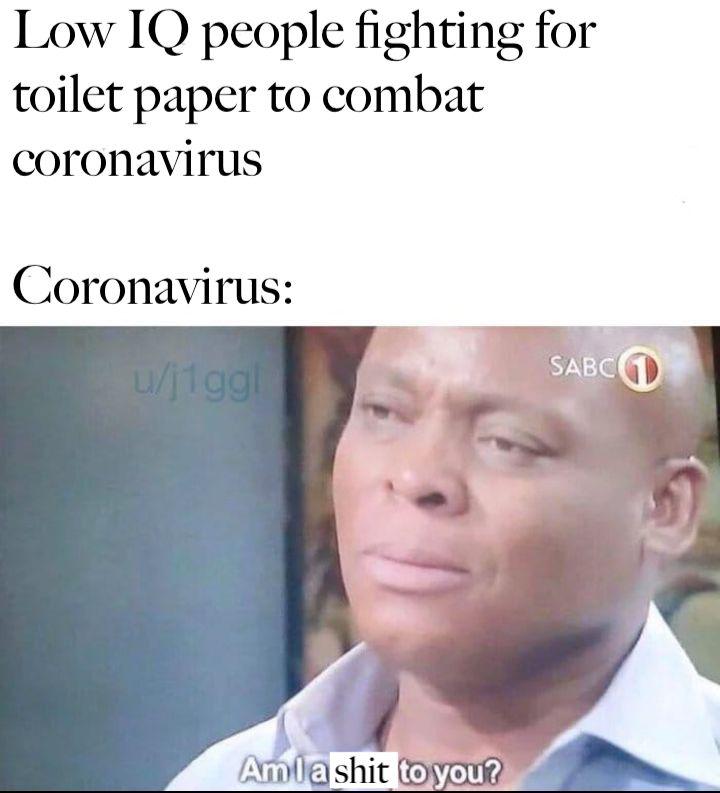 Low IQ people fighting for
toilet paper to combat
coronavirus
Coronavirus:
u/j1ggl
SABC 1
Am I a shit to you?